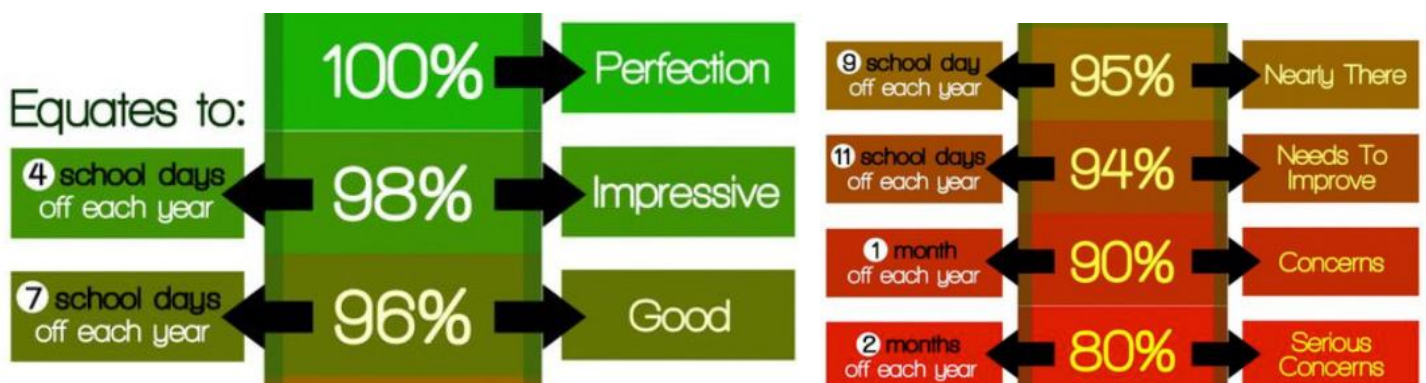 100%
Perfection
Equates to:
4 school days
off each year
98%
Impressive
7 school days
off each year
96%
Good
9 school day
off each year
95%
Nearly There
11 school days
off each year
94%
Needs To
Improve
1 month
off each year
90%
Concerns
2 months
off each year
80%
Serious
Concerns